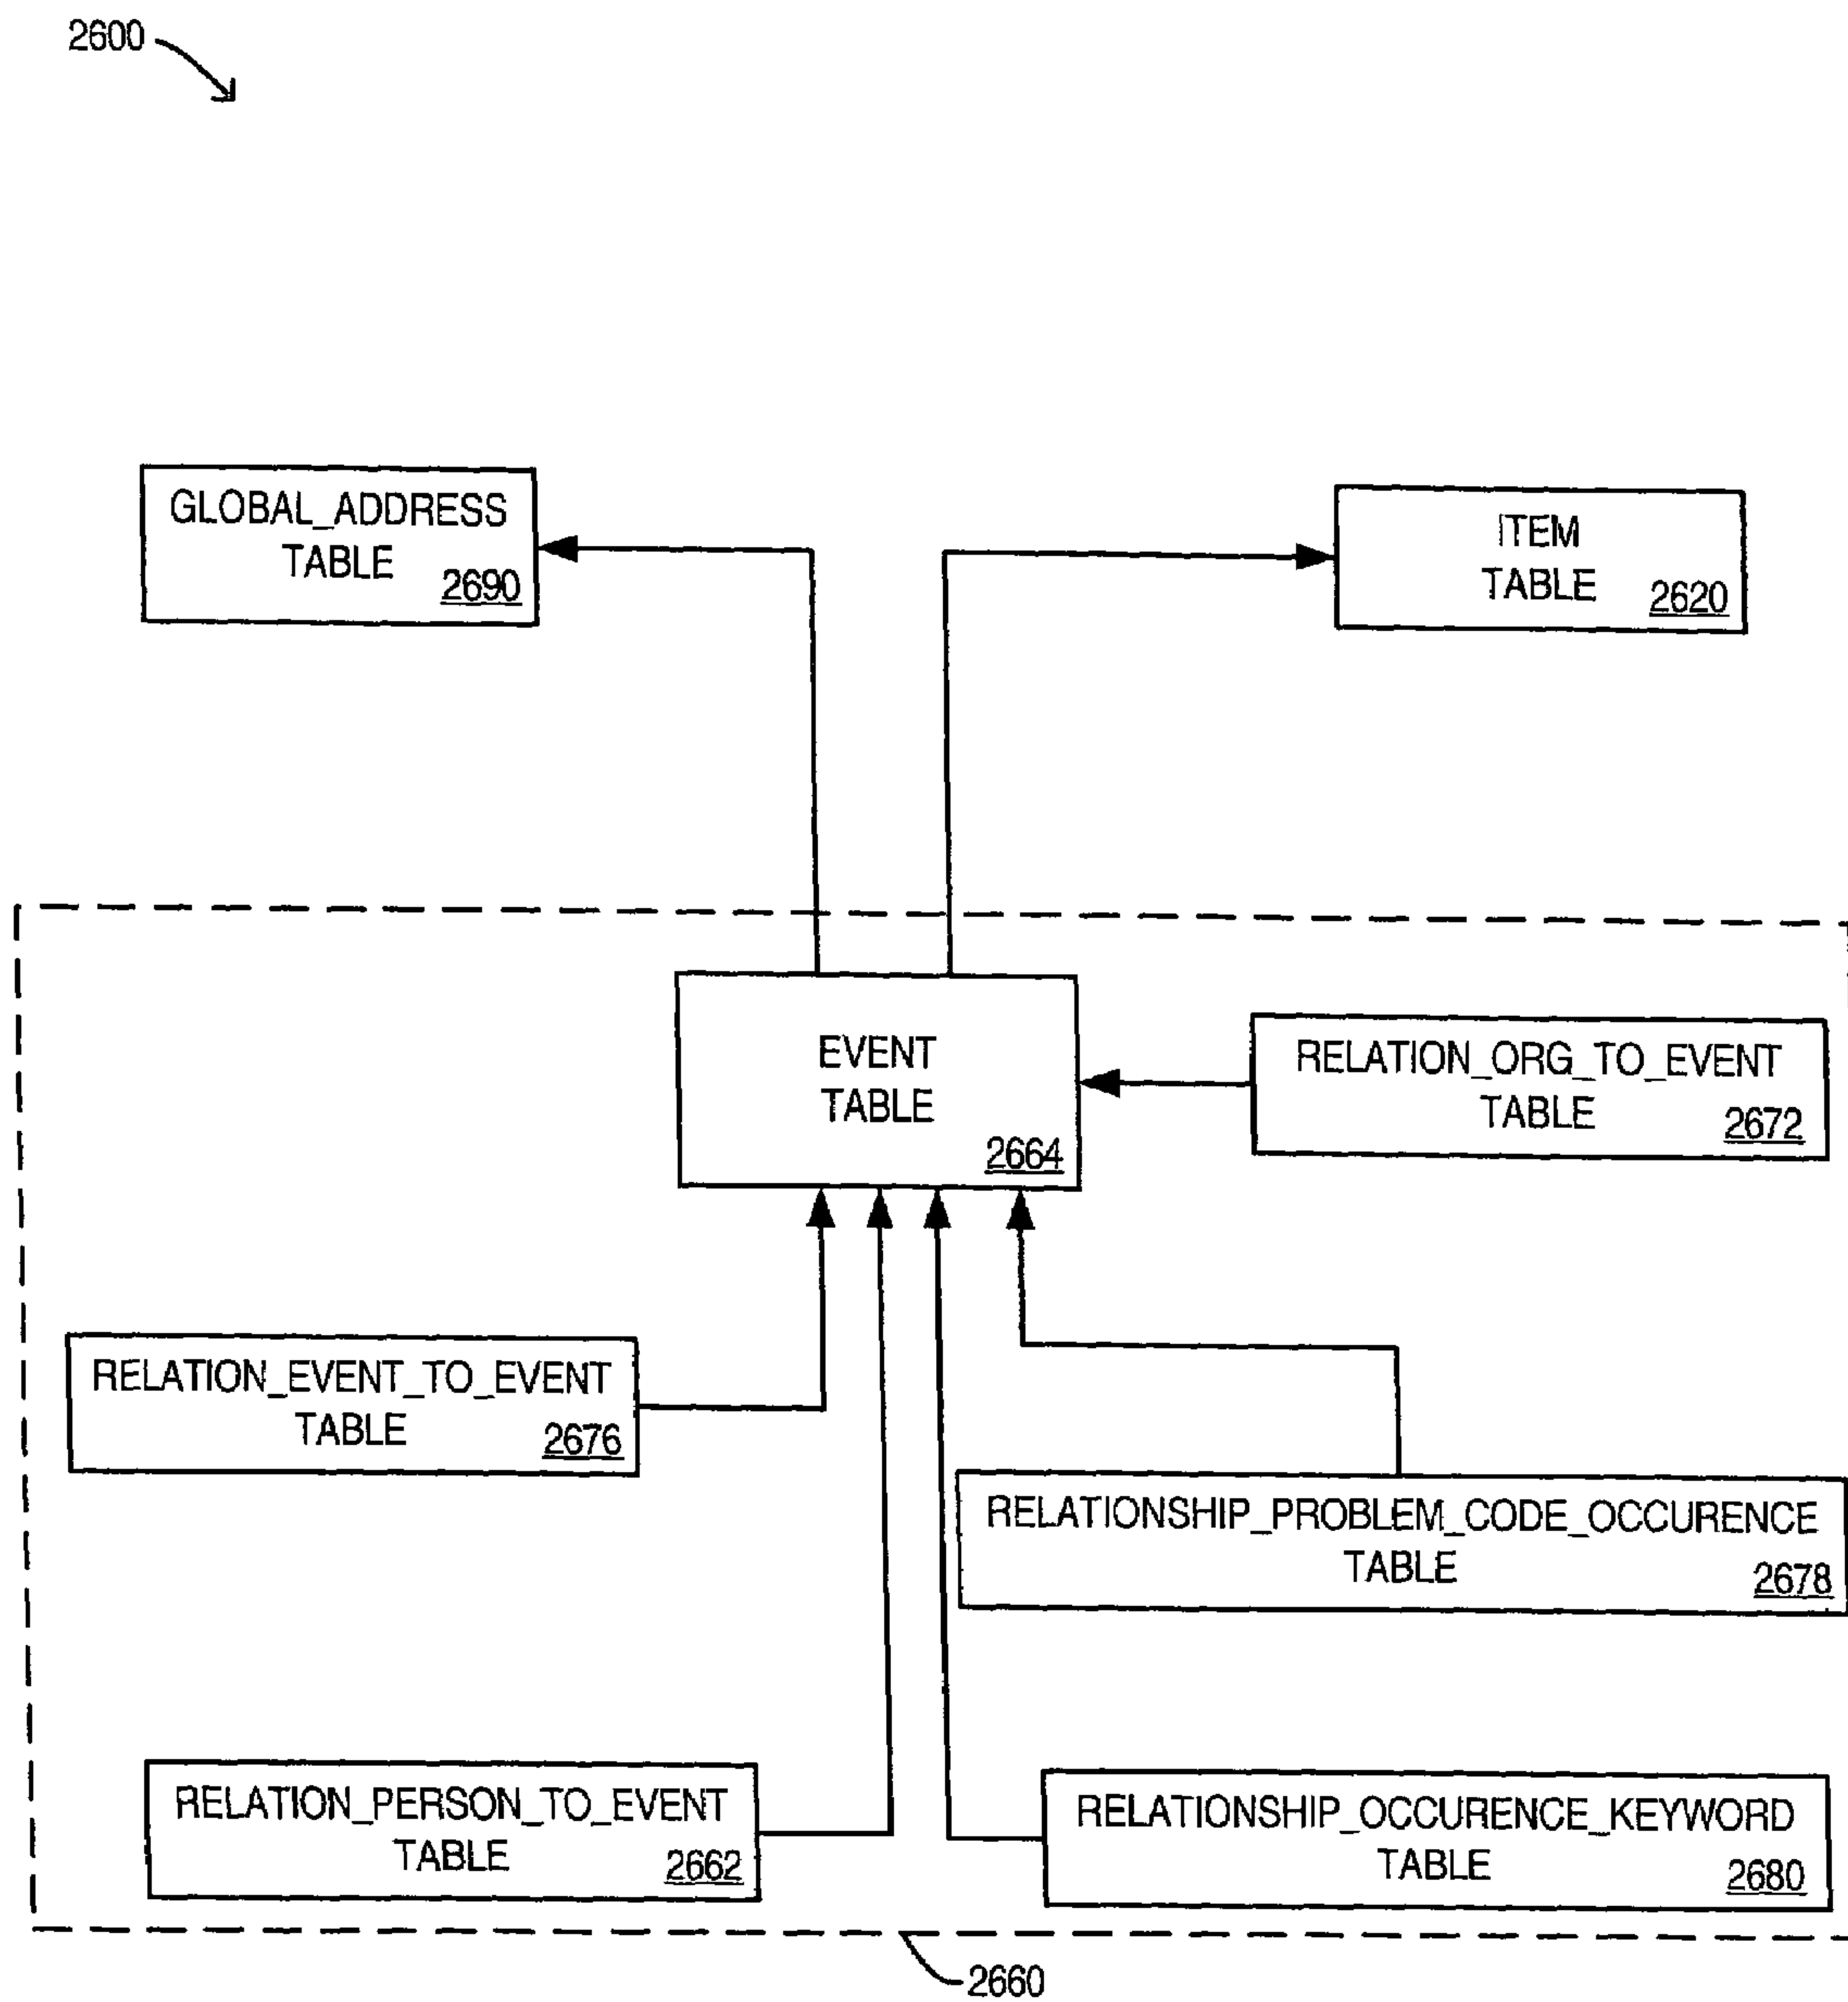 2600
GLOBAL_ADDRESS
TABLE
2690
ITEM
TABLE
2620
EVENT
TABLE
2664
RELATION_ORG_TO_EVENT
TABLE
2672
RELATION_EVENT_TO_EVENT
TABLE
2676
RELATIONSHIP_PROBLEM_CODE_OCCURENCE
TABLE
2678
RELATION_PERSON_TO_EVENT
TABLE
2662
RELATIONSHIP_OCCURENCE_KEYWORD
TABLE
2680
2660